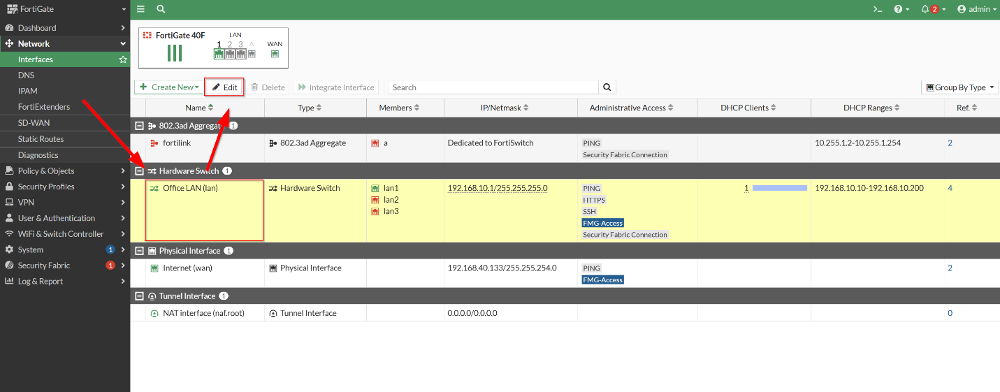 FortiGate
admin
2
Dashboard
Network
Interfaces
DNS
IPAM
FortiExtenders
SD-WAN
Static Routes
Diagnostics
Policy & Objects
Security Profiles
VPN
User & Authentication
WiFi & Switch Controller
System 1
Security Fabric 1
Log & Report
FortiGate 40F
LAN
1 2 3 A
WAN
Create New
Edit
Delete
Integrate Interface
Search
Group By Type
Name Type Members IP/Netmask Administrative Access DHCP Clients DHCP Ranges Ref.
802.3ad Aggregate 1
fortilink 802.3ad Aggregate a Dedicated to FortiSwitch PING 10.255.1.2-10.255.1.254 2
Security Fabric Connection
Hardware Switch 1
Office LAN (lan) Hardware Switch lan1 192.168.10.1/255.255.255.0 PING 1 192.168.10.10-192.168.10.200 4
lan2 HTTPS
lan3 SSH
FMG-Access
Security Fabric Connection
Physical Interface 1
Internet (wan) Physical Interface 192.168.40.133/255.255.254.0 PING 2
FMG-Access
Tunnel Interface 1
NAT interface (naf.root) Tunnel Interface 0.0.0.0/0.0.0.0 0